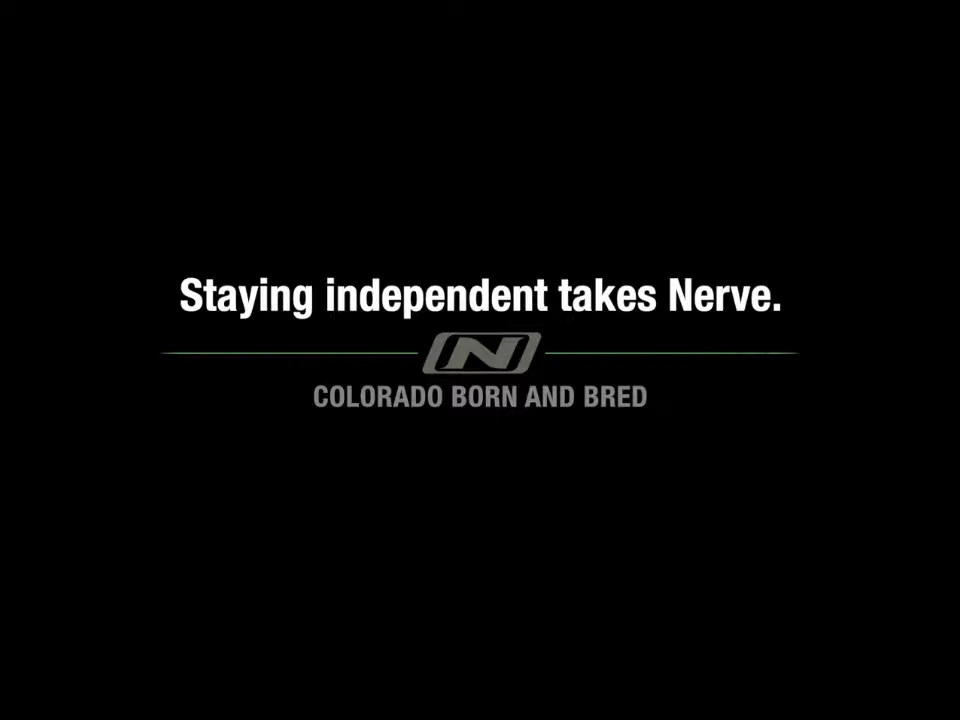 Staying independent takes Nerve.
N
COLORADO BORN AND BRED